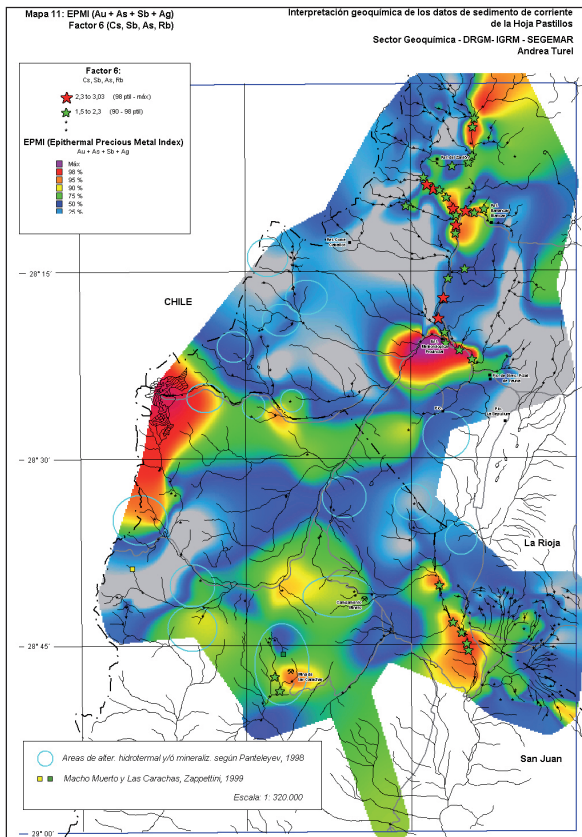 Mapa 11: EPMI (Au + As + Sb + Ag)
Factor 6 (Cs, Sb, As, Rb)
Interpretación geoquímica de los datos de sedimento de corriente
de la Hoja Pastillos
Sector Geoquímica - DRGM- IGRM - SEGEMAR
Andrea Turel
Factor 6:
Cs, Sb, As, Rb
2,3 to 3,03 (98 ptil - máx)
1,5 to 2,3 (90 - 98 ptil)
EPMI (Epithermal Precious Metal Index)
Au + As + Sb + Ag
Máx
98 %
95 %
90 %
75 %
50 %
25 %
28° 15'
CHILE
28° 30'
La Rioja
28° 45'
San Juan
Areas de alter. hidrotermal y/ó mineraliz. según Panteleyev, 1998
Macho Muerto y Las Carachas, Zappettini, 1999
Escala: 1: 320.000
29° 00'